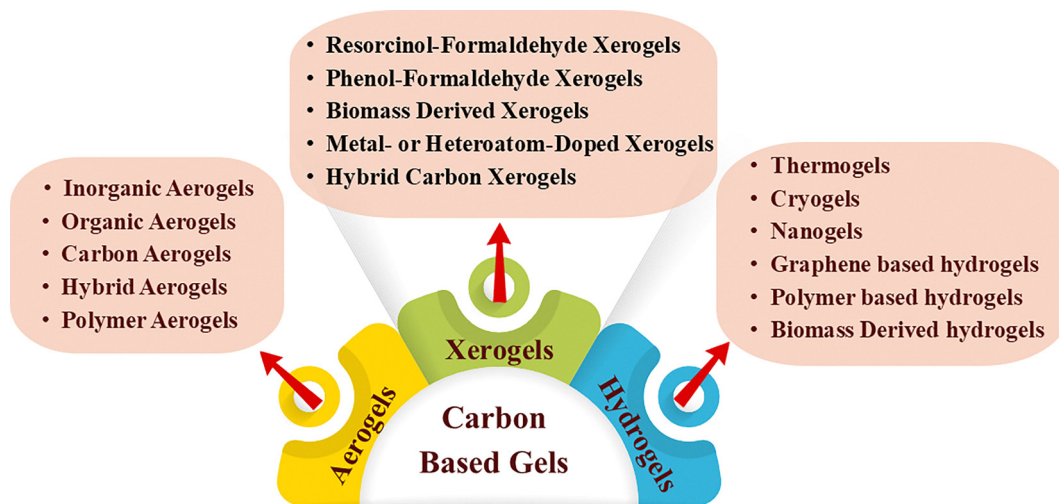 • Resorcinol-Formaldehyde Xerogels
• Phenol-Formaldehyde Xerogels
• Biomass Derived Xerogels
• Metal- or Heteroatom-Doped Xerogels
• Hybrid Carbon Xerogels
• Inorganic Aerogels
• Organic Aerogels
• Carbon Aerogels
• Hybrid Aerogels
• Polymer Aerogels
• Thermogels
• Cryogels
• Nanogels
• Graphene based hydrogels
• Polymer based hydrogels
• Biomass Derived hydrogels
Aerogels
Xerogels
Hydrogels
Carbon
Based Gels